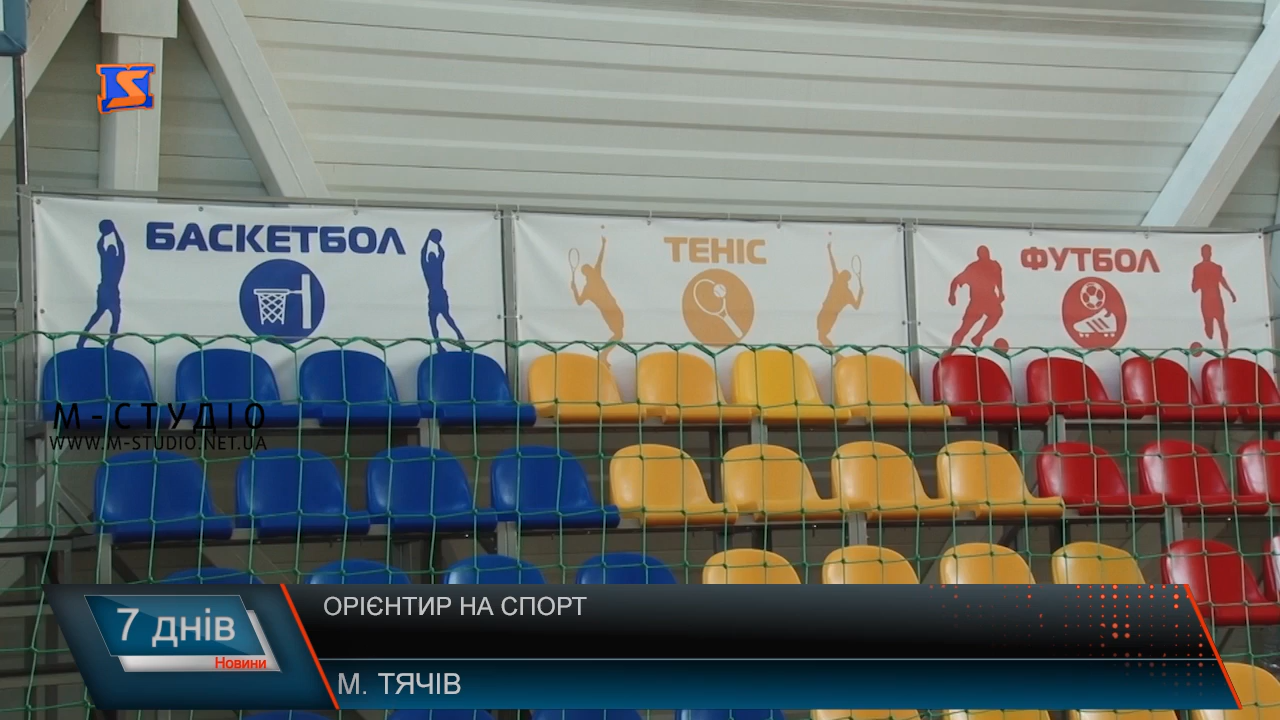 БАСКЕТБОЛ
ТЕНІС
ФУТБОЛ
М-СТУДІО
WWW.M-STUDIO.NET.UA
7 днів
Новини
ОРІЄНТИР НА СПОРТ
М. ТЯЧІВ